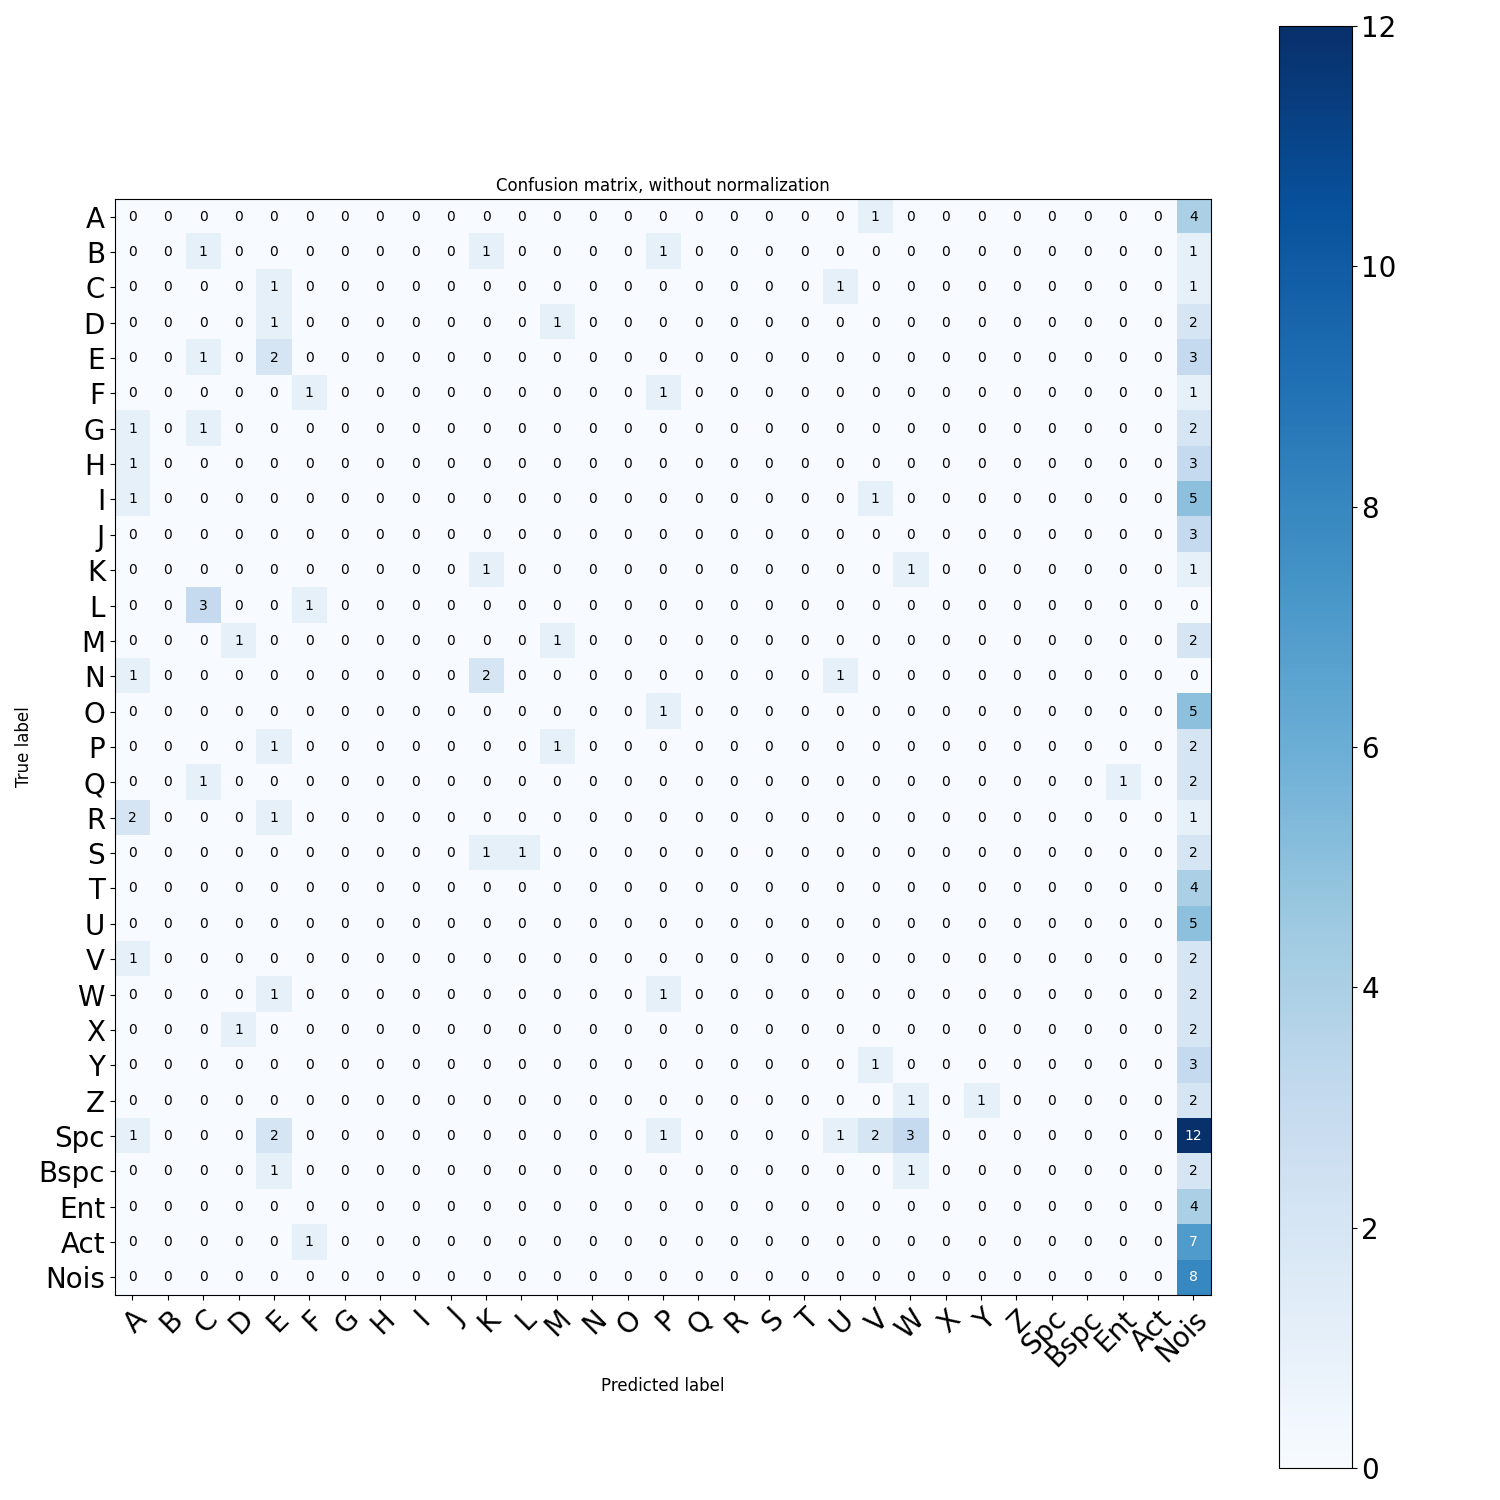 Confusion matrix, without normalization
A 0 0 0 0 0 0 0 0 0 0 0 0 0 0 0 0 0 0 0 0 0 1 0 0 0 0 0 0 0 0 4
B 0 0 1 0 0 0 0 0 0 0 1 0 0 0 0 1 0 0 0 0 0 0 0 0 0 0 0 0 0 0 1
C 0 0 0 0 1 0 0 0 0 0 0 0 0 0 0 0 0 0 0 0 1 0 0 0 0 0 0 0 0 0 1
D 0 0 0 0 1 0 0 0 0 0 0 0 1 0 0 0 0 0 0 0 0 0 0 0 0 0 0 0 0 0 2
E 0 0 1 0 2 0 0 0 0 0 0 0 0 0 0 0 0 0 0 0 0 0 0 0 0 0 0 0 0 0 3
F 0 0 0 0 0 1 0 0 0 0 0 0 0 0 0 1 0 0 0 0 0 0 0 0 0 0 0 0 0 0 1
G 1 0 1 0 0 0 0 0 0 0 0 0 0 0 0 0 0 0 0 0 0 0 0 0 0 0 0 0 0 0 2
H 1 0 0 0 0 0 0 0 0 0 0 0 0 0 0 0 0 0 0 0 0 0 0 0 0 0 0 0 0 0 3
I 1 0 0 0 0 0 0 0 0 0 0 0 0 0 0 0 0 0 0 0 0 1 0 0 0 0 0 0 0 0 5
J 0 0 0 0 0 0 0 0 0 0 0 0 0 0 0 0 0 0 0 0 0 0 0 0 0 0 0 0 0 0 3
K 0 0 0 0 0 0 0 0 0 0 1 0 0 0 0 0 0 0 0 0 0 0 1 0 0 0 0 0 0 0 1
L 0 0 3 0 0 1 0 0 0 0 0 0 0 0 0 0 0 0 0 0 0 0 0 0 0 0 0 0 0 0 0
M 0 0 0 1 0 0 0 0 0 0 0 0 1 0 0 0 0 0 0 0 0 0 0 0 0 0 0 0 0 0 2
N 1 0 0 0 0 0 0 0 0 0 2 0 0 0 0 0 0 0 0 0 1 0 0 0 0 0 0 0 0 0 0
O 0 0 0 0 0 0 0 0 0 0 0 0 0 0 0 1 0 0 0 0 0 0 0 0 0 0 0 0 0 0 5
P 0 0 0 0 1 0 0 0 0 0 0 0 1 0 0 0 0 0 0 0 0 0 0 0 0 0 0 0 0 0 2
Q 0 0 1 0 0 0 0 0 0 0 0 0 0 0 0 0 0 0 0 0 0 0 0 0 0 0 0 0 1 0 2
R 2 0 0 0 1 0 0 0 0 0 0 0 0 0 0 0 0 0 0 0 0 0 0 0 0 0 0 0 0 0 1
S 0 0 0 0 0 0 0 0 0 0 1 1 0 0 0 0 0 0 0 0 0 0 0 0 0 0 0 0 0 0 2
T 0 0 0 0 0 0 0 0 0 0 0 0 0 0 0 0 0 0 0 0 0 0 0 0 0 0 0 0 0 0 4
U 0 0 0 0 0 0 0 0 0 0 0 0 0 0 0 0 0 0 0 0 0 0 0 0 0 0 0 0 0 0 5
V 1 0 0 0 0 0 0 0 0 0 0 0 0 0 0 0 0 0 0 0 0 0 0 0 0 0 0 0 0 0 2
W 0 0 0 0 1 0 0 0 0 0 0 0 0 0 0 1 0 0 0 0 0 0 0 0 0 0 0 0 0 0 2
X 0 0 0 1 0 0 0 0 0 0 0 0 0 0 0 0 0 0 0 0 0 0 0 0 0 0 0 0 0 0 2
Y 0 0 0 0 0 0 0 0 0 0 0 0 0 0 0 0 0 0 0 0 0 1 0 0 0 0 0 0 0 0 3
Z 0 0 0 0 0 0 0 0 0 0 0 0 0 0 0 0 0 0 0 0 0 0 1 0 1 0 0 0 0 0 2
Spc 1 0 0 0 2 0 0 0 0 0 0 0 0 0 0 1 0 0 0 0 1 2 3 0 0 0 0 0 0 0 12
Bspc 0 0 0 0 1 0 0 0 0 0 0 0 0 0 0 0 0 0 0 0 0 0 1 0 0 0 0 0 0 0 2
Ent 0 0 0 0 0 0 0 0 0 0 0 0 0 0 0 0 0 0 0 0 0 0 0 0 0 0 0 0 0 0 4
Act 0 0 0 0 0 1 0 0 0 0 0 0 0 0 0 0 0 0 0 0 0 0 0 0 0 0 0 0 0 0 7
Nois 0 0 0 0 0 0 0 0 0 0 0 0 0 0 0 0 0 0 0 0 0 0 0 0 0 0 0 0 0 0 8
A B C D E F G H I J K L M N O P Q R S T U V W X Y Z Spc Bspc Ent Act Nois
Predicted label
True label
12
10
8
6
4
2
0